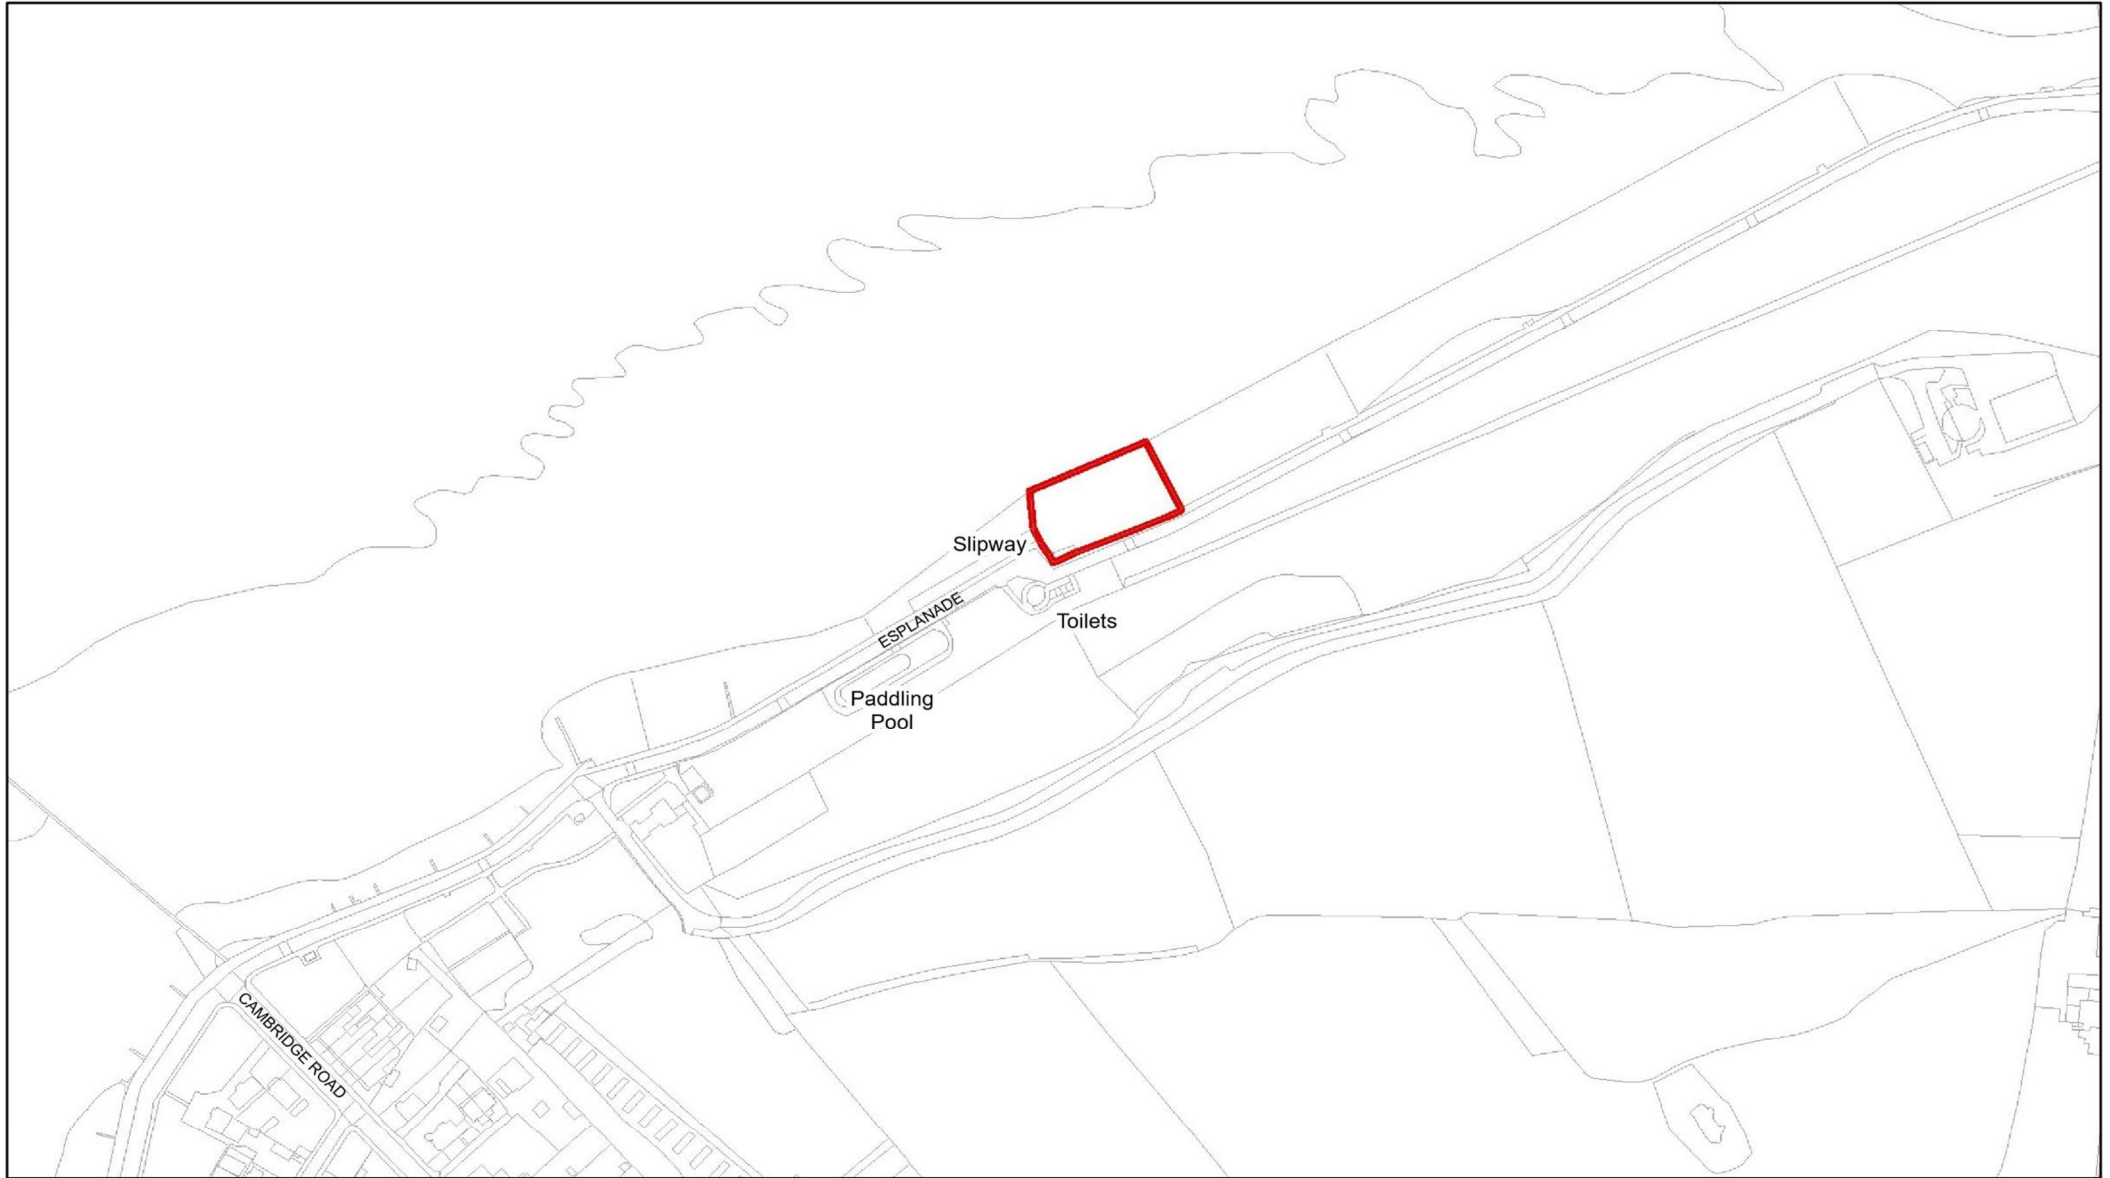 Slipway
ESPLANADE
Toilets
Paddling
Pool
CAMBRIDGE ROAD